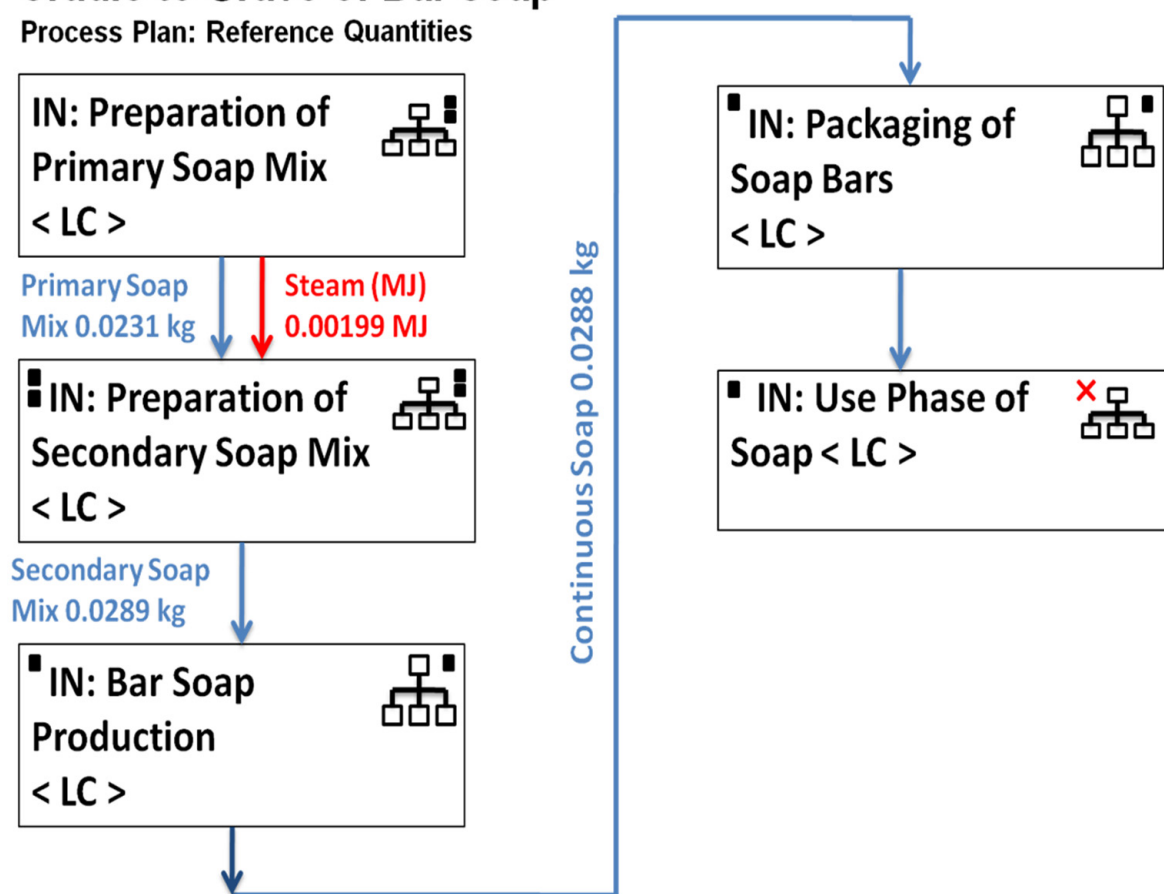 Process Plan: Reference Quantities
IN: Preparation of
Primary Soap Mix
< LC >
Primary Soap
Mix 0.0231 kg
Steam (MJ)
0.00199 MJ
IN: Preparation of
Secondary Soap Mix
< LC >
Secondary Soap
Mix 0.0289 kg
IN: Bar Soap
Production
< LC >
Continuous Soap 0.0288 kg
IN: Packaging of
Soap Bars
< LC >
IN: Use Phase of
Soap < LC >